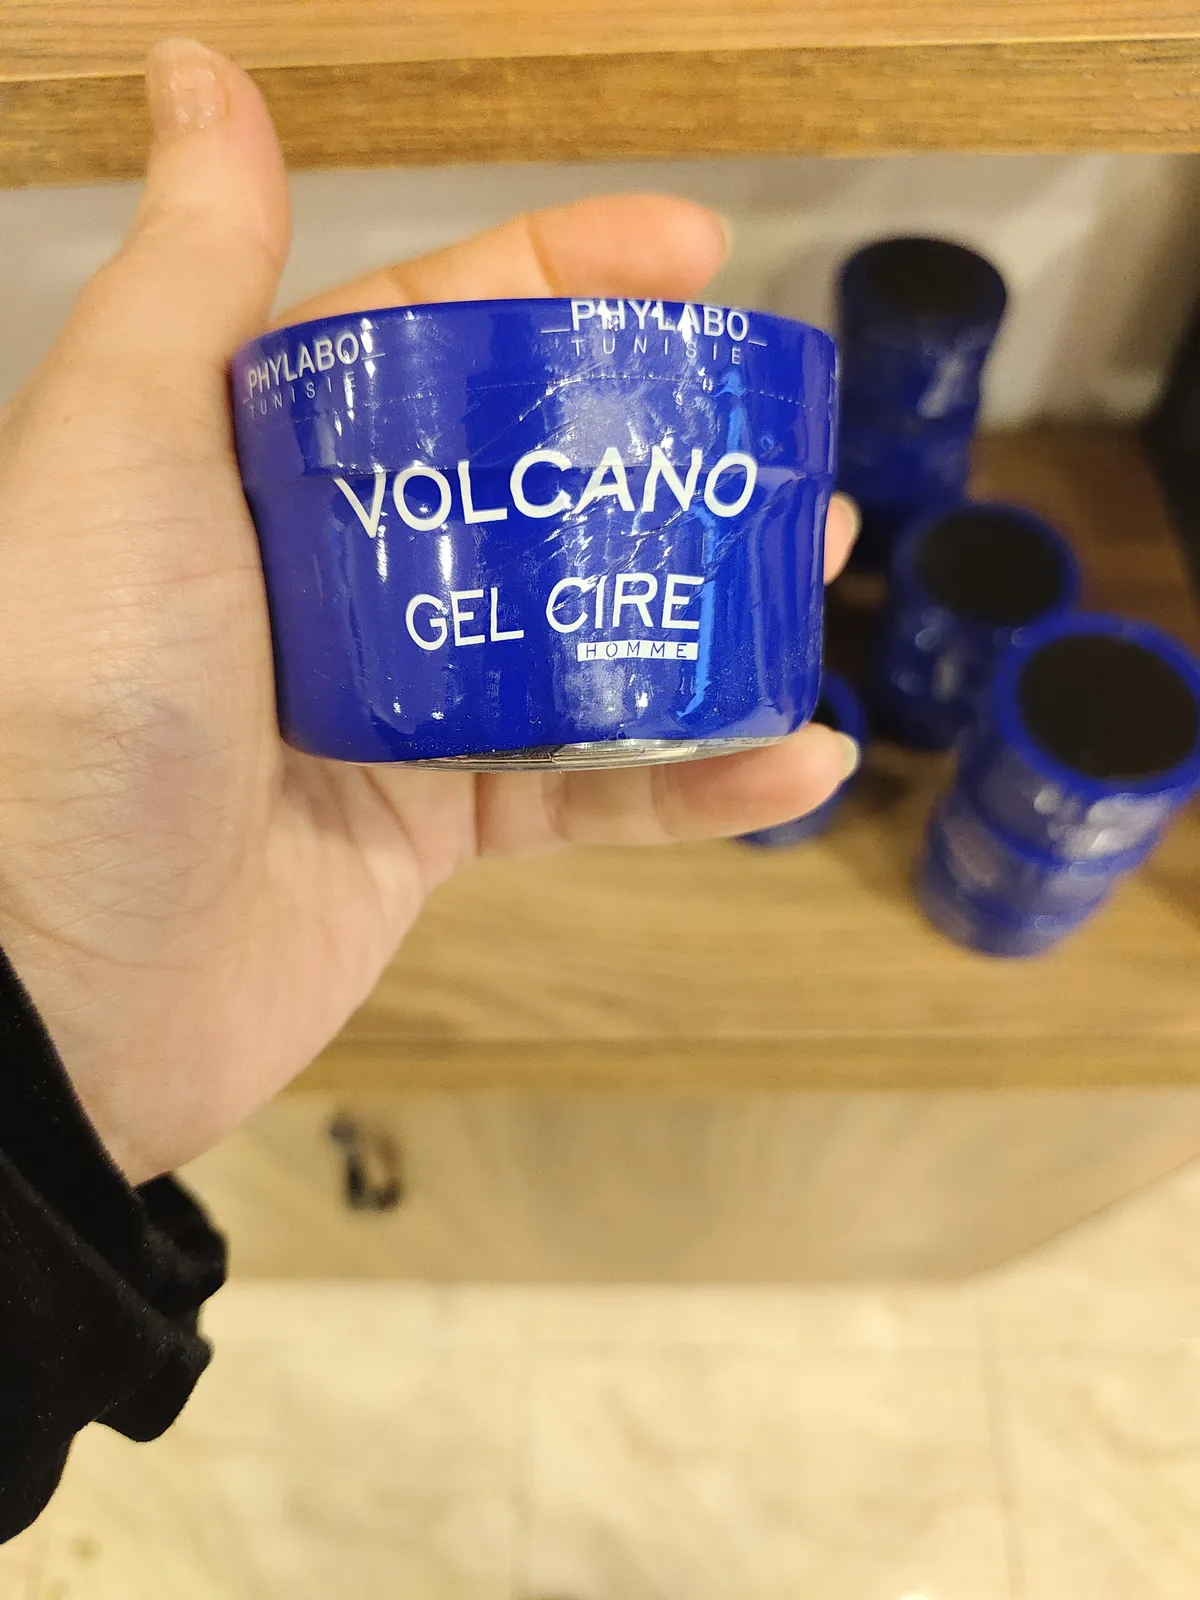 PHYLABO
TUNISIE
PHYLABO
TUNISIE
VOLCANO
GEL CIRE
HOMME